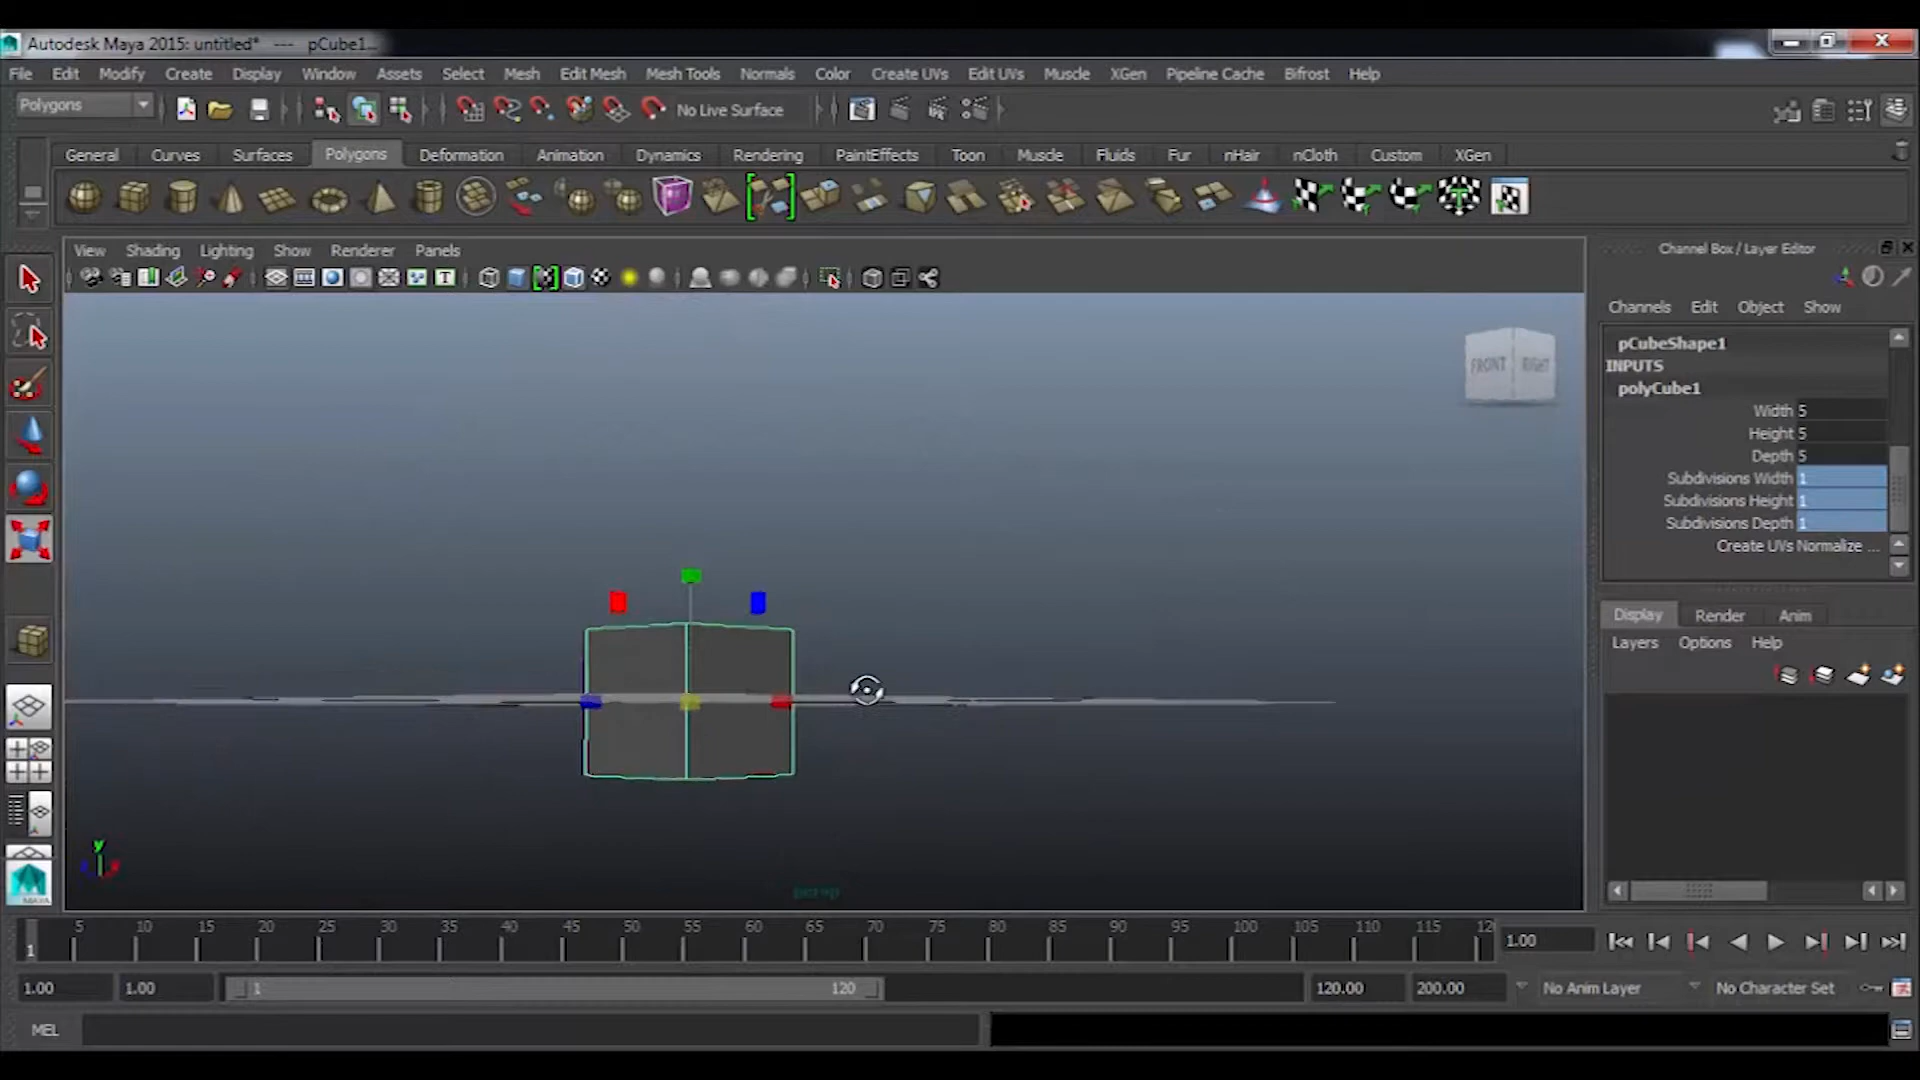 Autodesk Maya 2015: untitled* --- pCube1...
File Edit Modify Create Display Window Assets Select Mesh Edit Mesh Mesh Tools Normals Color Create UVs Edit UVs Muscle XGen Pipeline Cache Bifrost Help
Polygons No Live Surface
General Curves Surfaces Polygons Deformation Animation Dynamics Rendering PaintEffects Toon Muscle Fluids Fur nHair nCloth Custom XGen
View Shading Lighting Show Renderer Panels
T
FRONT RIGHT
y
persp
Channel Box / Layer Editor
Channels Edit Object Show
pCubeShape1
INPUTS
polyCube1
Width 5
Height 5
Depth 5
Subdivisions Width 1
Subdivisions Height 1
Subdivisions Depth 1
Create UVs Normalize ...
Display Render Anim
Layers Options Help
MAYA
1 5 10 15 20 25 30 35 40 45 50 55 60 65 70 75 80 85 90 95 100 105 110 115 12 1.00
1.00 1.00 1 120 120.00 200.00 No Anim Layer No Character Set
MEL